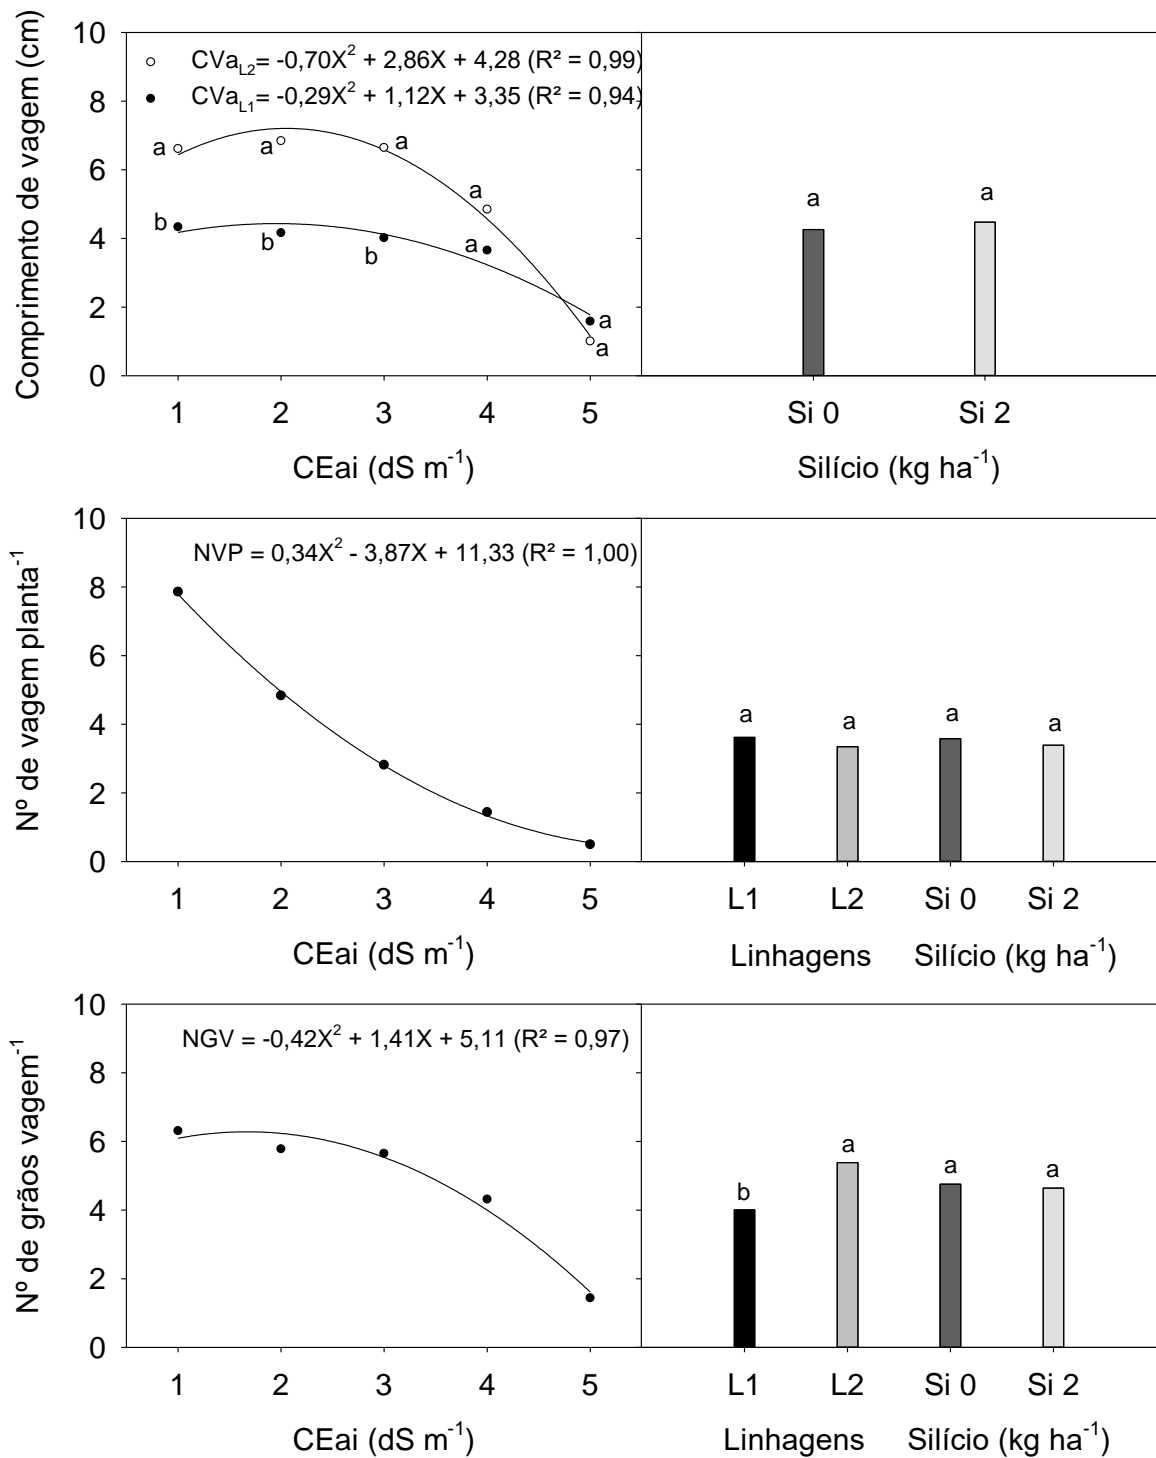 Comprimento de vagem (cm)
10
8
6
4
2
0
CVa_L2= -0,70X² + 2,86X + 4,28 (R² = 0,99)
CVa_L1= -0,29X² + 1,12X + 3,35 (R² = 0,94)
a a a a a
b b b a a
1 2 3 4 5
CEai (dS m⁻¹)
a a
Si 0 Si 2
Silício (kg ha⁻¹)
Nº de vagem planta⁻¹
10
8
6
4
2
0
NVP = 0,34X² - 3,87X + 11,33 (R² = 1,00)
1 2 3 4 5
CEai (dS m⁻¹)
a a a a
L1 L2 Si 0 Si 2
Linhagens Silício (kg ha⁻¹)
Nº de grãos vagem⁻¹
10
8
6
4
2
0
NGV = -0,42X² + 1,41X + 5,11 (R² = 0,97)
1 2 3 4 5
CEai (dS m⁻¹)
b a a a
L1 L2 Si 0 Si 2
Linhagens Silício (kg ha⁻¹)